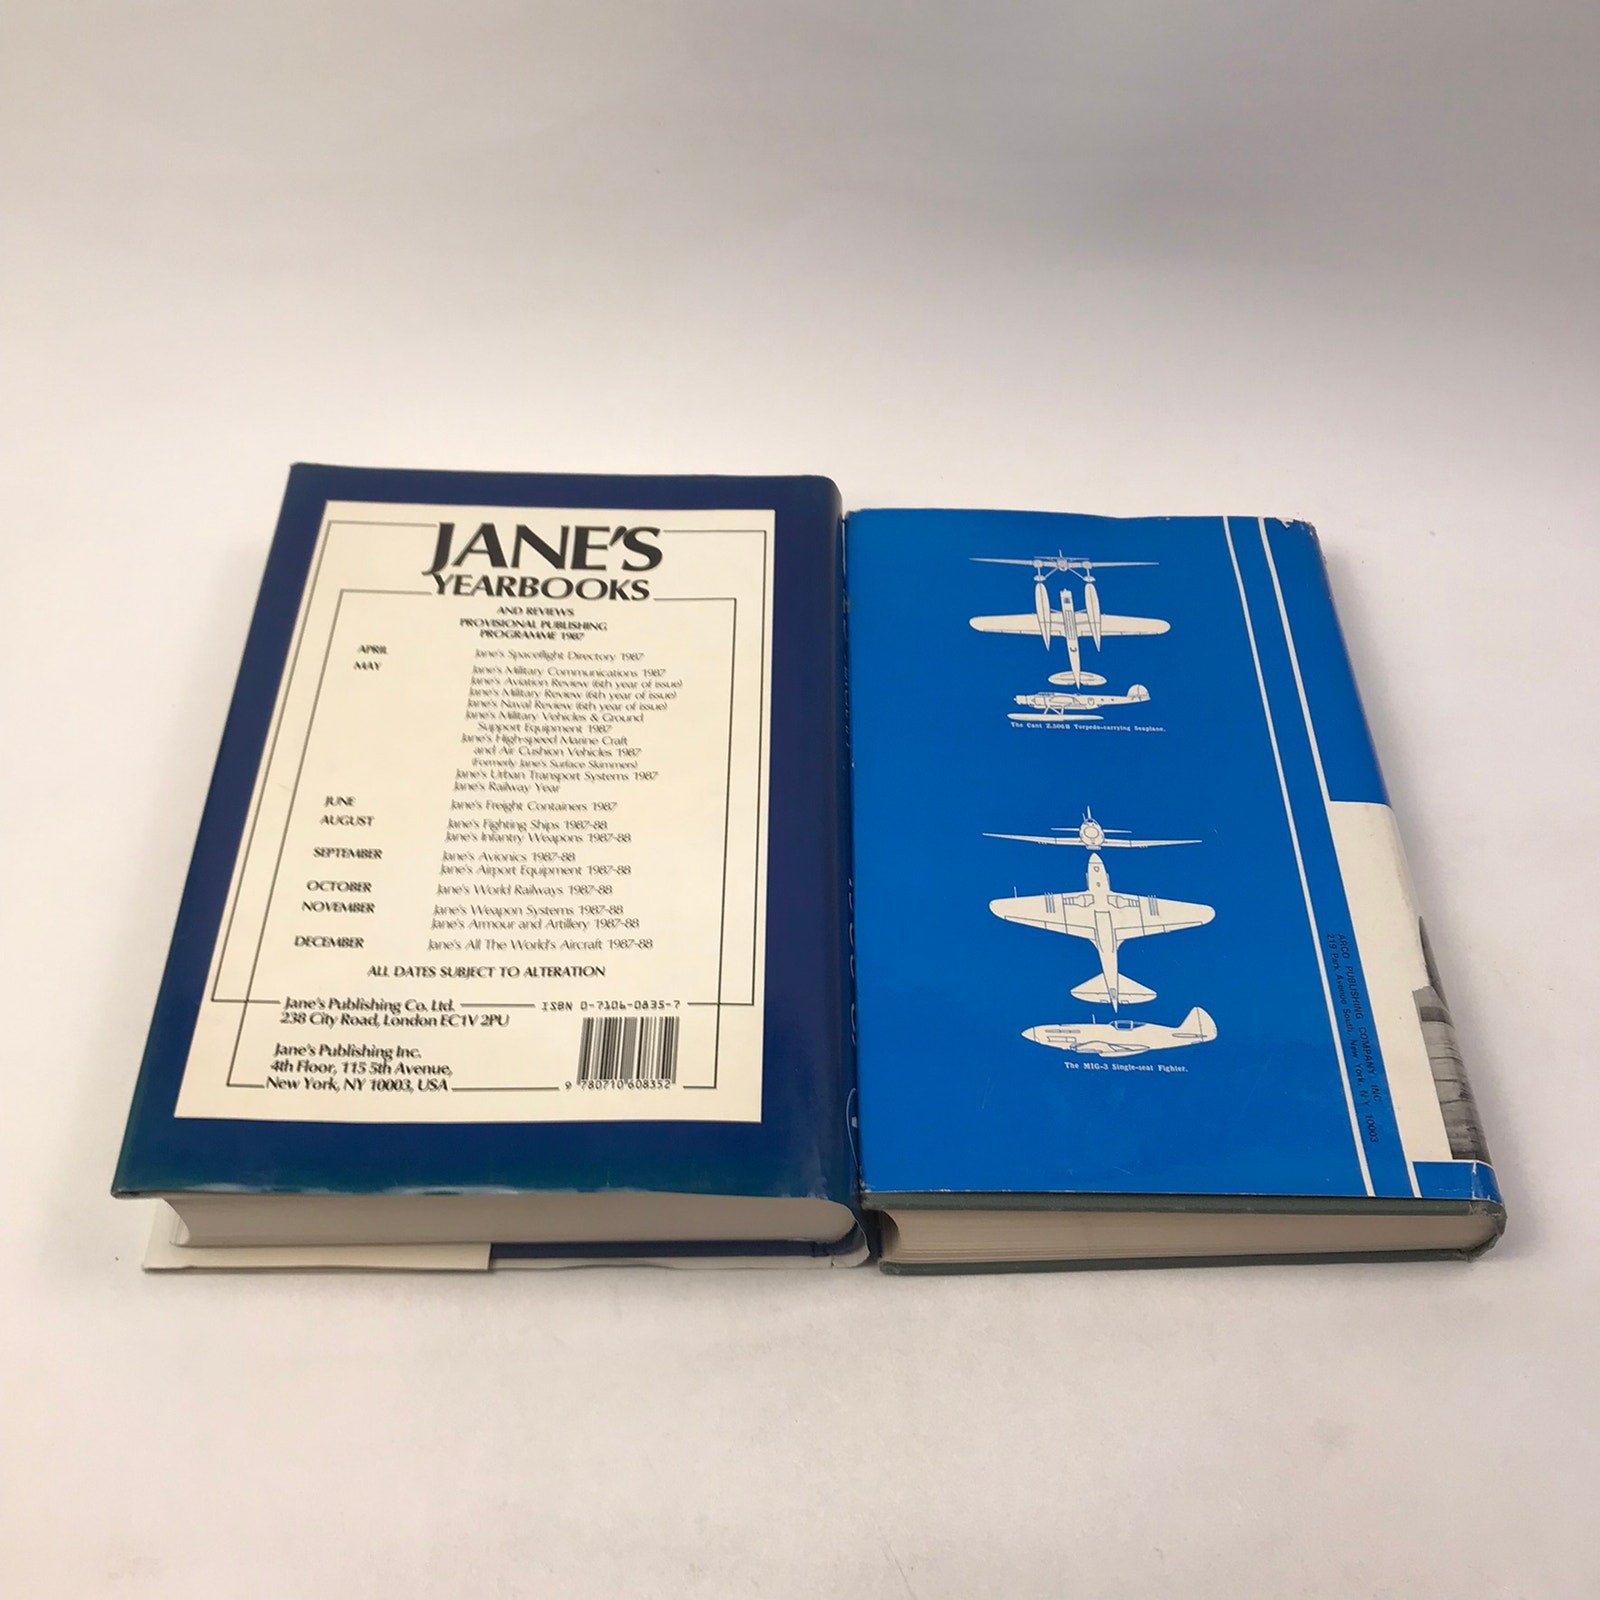 JANE'S
YEARBOOKS
AND REVIEWS
PROVISIONAL PUBLISHING
PROGRAMME 1987
APRIL Jane's Spaceflight Directory 1987
MAY Jane's Military Communications 1987
Jane's Aviation Review (6th year of issue)
Jane's Military Review (6th year of issue)
Jane's Naval Review (6th year of issue)
Jane's Military Vehicles & Ground
Support Equipment 1987
Jane's High-speed Marine Craft
and Air Cushion Vehicles 1987
(Formerly Jane's Surface Skimmers)
Jane's Urban Transport Systems 1987
Jane's Railway Year
JUNE Jane's Freight Containers 1987
AUGUST Jane's Fighting Ships 1987-88
Jane's Infantry Weapons 1987-88
SEPTEMBER Jane's Avionics 1987-88
Jane's Airport Equipment 1987-88
OCTOBER Jane's World Railways 1987-88
NOVEMBER Jane's Weapon Systems 1987-88
Jane's Armour and Artillery 1987-88
DECEMBER Jane's All The World's Aircraft 1987-88
ALL DATES SUBJECT TO ALTERATION
Jane's Publishing Co. Ltd.
238 City Road, London EC1V 2PU
ISBN 0-7106-0835-7
Jane's Publishing Inc.
4th Floor, 115 5th Avenue,
New York, NY 10003, USA
9 780710 608352
The Cant Z.506B Torpedo-carrying Seaplane.
The MIG-3 Single-seat Fighter.
ARCO PUBLISHING COMPANY, INC.
219 Park Avenue South, New York, N.Y. 10003